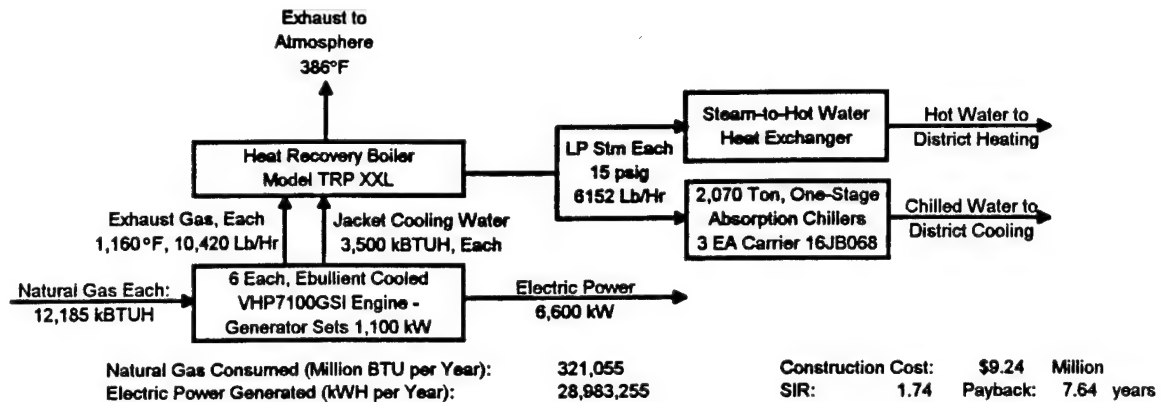 Exhaust to
Atmosphere
386°F
Heat Recovery Boiler
Model TRP XXL
LP Stm Each
15 psig
6152 Lb/Hr
Steam-to-Hot Water
Heat Exchanger
Hot Water to
District Heating
2,070 Ton, One-Stage
Absorption Chillers
3 EA Carrier 16JB068
Chilled Water to
District Cooling
Exhaust Gas, Each
1,160°F, 10,420 Lb/Hr
Jacket Cooling Water
3,500 kBTUH, Each
Natural Gas Each:
12,185 kBTUH
6 Each, Ebullient Cooled
VHP7100GSI Engine -
Generator Sets 1,100 kW
Electric Power
6,600 kW
Natural Gas Consumed (Million BTU per Year): 321,055 Construction Cost: $9.24 Million
Electric Power Generated (kWH per Year): 28,983,255 SIR: 1.74 Payback: 7.64 years